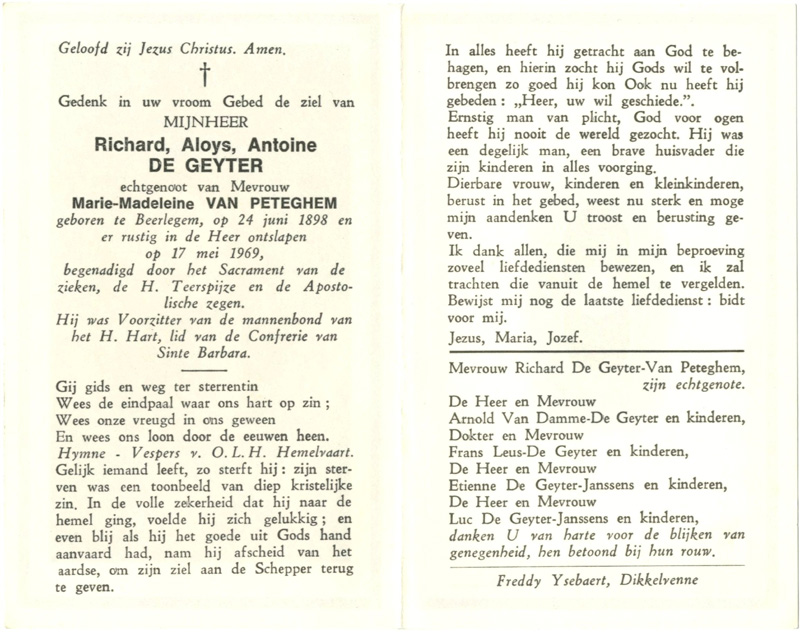 Geloofd zij Jezus Christus. Amen.
†
Gedenk in uw vroom Gebed de ziel van
MIJNHEER
Richard, Aloys, Antoine
DE GEYTER
echtgenoot van Mevrouw
Marie-Madeleine VAN PETEGHEM
geboren te Beerlegem, op 24 juni 1898 en
er rustig in de Heer ontslapen
op 17 mei 1969,
begenadigd door het Sacrament van de
zieken, de H. Teerspijze en de Aposto-
lische zegen.
Hij was Voorzitter van de mannenbond van
het H. Hart, lid van de Confrerie van
Sinte Barbara.
Gij gids en weg ter sterrentin
Wees de eindpaal waar ons hart op zin ;
Wees onze vreugd in ons geween
En wees ons loon door de eeuwen heen.
Hymne - Vespers v. O. L. H. Hemelvaart.
Gelijk iemand leeft, zo sterft hij : zijn ster-
ven was een toonbeeld van diep kristelijke
zin. In de volle zekerheid dat hij naar de
hemel ging, voelde hij zich gelukkig ; en
even blij als hij het goede uit Gods hand
aanvaard had, nam hij afscheid van het
aardse, om zijn ziel aan de Schepper terug
te geven.
In alles heeft hij getracht aan God te be-
hagen, en hierin zocht hij Gods wil te vol-
brengen zo goed hij kon Ook nu heeft hij
gebeden : „Heer, uw wil geschiede.”.
Ernstig man van plicht, God voor ogen
heeft hij nooit de wereld gezocht. Hij was
een degelijk man, een brave huisvader die
zijn kinderen in alles voorging.
Dierbare vrouw, kinderen en kleinkinderen,
berust in het gebed, weest nu sterk en moge
mijn aandenken U troost en berusting ge-
ven.
Ik dank allen, die mij in mijn beproeving
zoveel liefdediensten bewezen, en ik zal
trachten die vanuit de hemel te vergelden.
Bewijst mij nog de laatste liefdedienst : bidt
voor mij.
Jezus, Maria, Jozef.
Mevrouw Richard De Geyter-Van Peteghem,
zijn echtgenote.
De Heer en Mevrouw
Arnold Van Damme-De Geyter en kinderen,
Dokter en Mevrouw
Frans Leus-De Geyter en kinderen,
De Heer en Mevrouw
Etienne De Geyter-Janssens en kinderen,
De Heer en Mevrouw
Luc De Geyter-Janssens en kinderen,
danken U van harte voor de blijken van
genegenheid, hen betoond bij hun rouw.
Freddy Ysebaert, Dikkelvenne